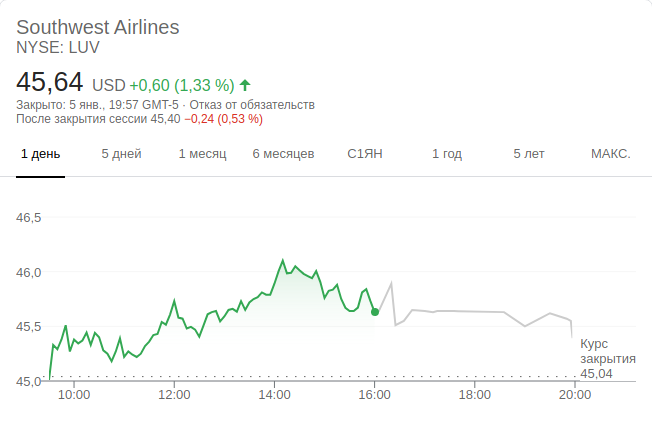 Southwest Airlines
NYSE: LUV
45,64 USD +0,60 (1,33 %)
Закрыто: 5 янв., 19:57 GMT-5 · Отказ от обязательств
После закрытия сессии 45,40 −0,24 (0,53 %)
1 день 5 дней 1 месяц 6 месяцев С1ЯН 1 год 5 лет МАКС.
46,5
46,0
45,5
Курс
закрытия
45,04
45,0
10:00 12:00 14:00 16:00 18:00 20:00